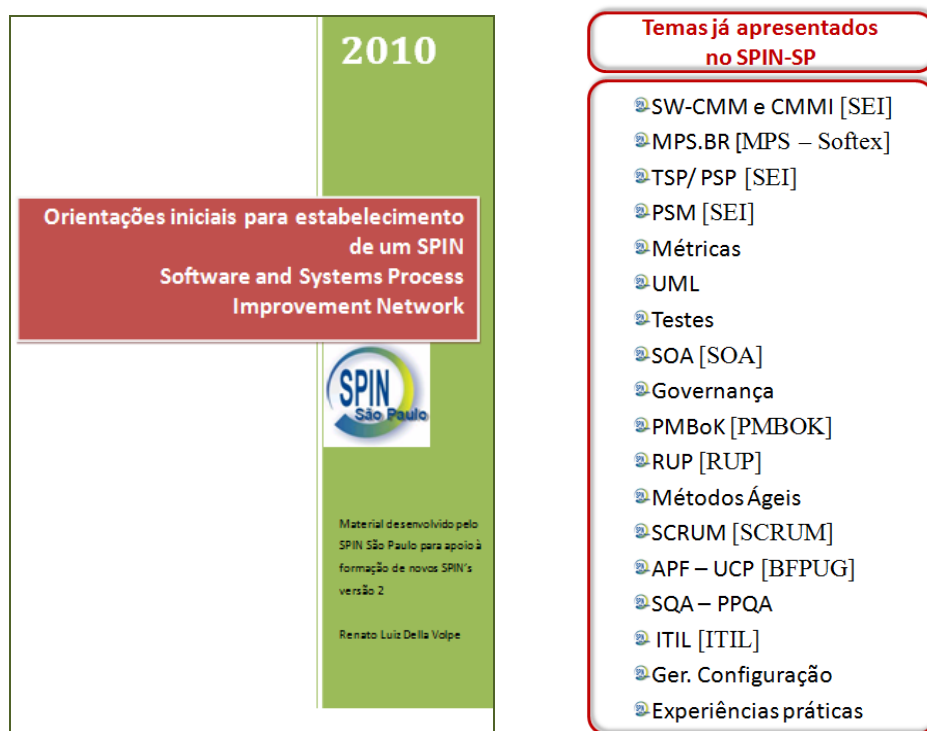 2010
Orientações iniciais para estabelecimento
de um SPIN
Software and Systems Process
Improvement Network
SPIN
São Paulo
Material desenvolvido pelo
SPIN São Paulo para apoio à
formação de novos SPIN's
versão 2
Renato Luiz Della Volpe
Temas já apresentados
no SPIN-SP
SW-CMM e CMMI [SEI]
MPS.BR [MPS – Softex]
TSP/ PSP [SEI]
PSM [SEI]
Métricas
UML
Testes
SOA [SOA]
Governança
PMBoK [PMBOK]
RUP [RUP]
Métodos Ágeis
SCRUM [SCRUM]
APF – UCP [BFPUG]
SQA – PPQA
ITIL [ITIL]
Ger. Configuração
Experiências práticas